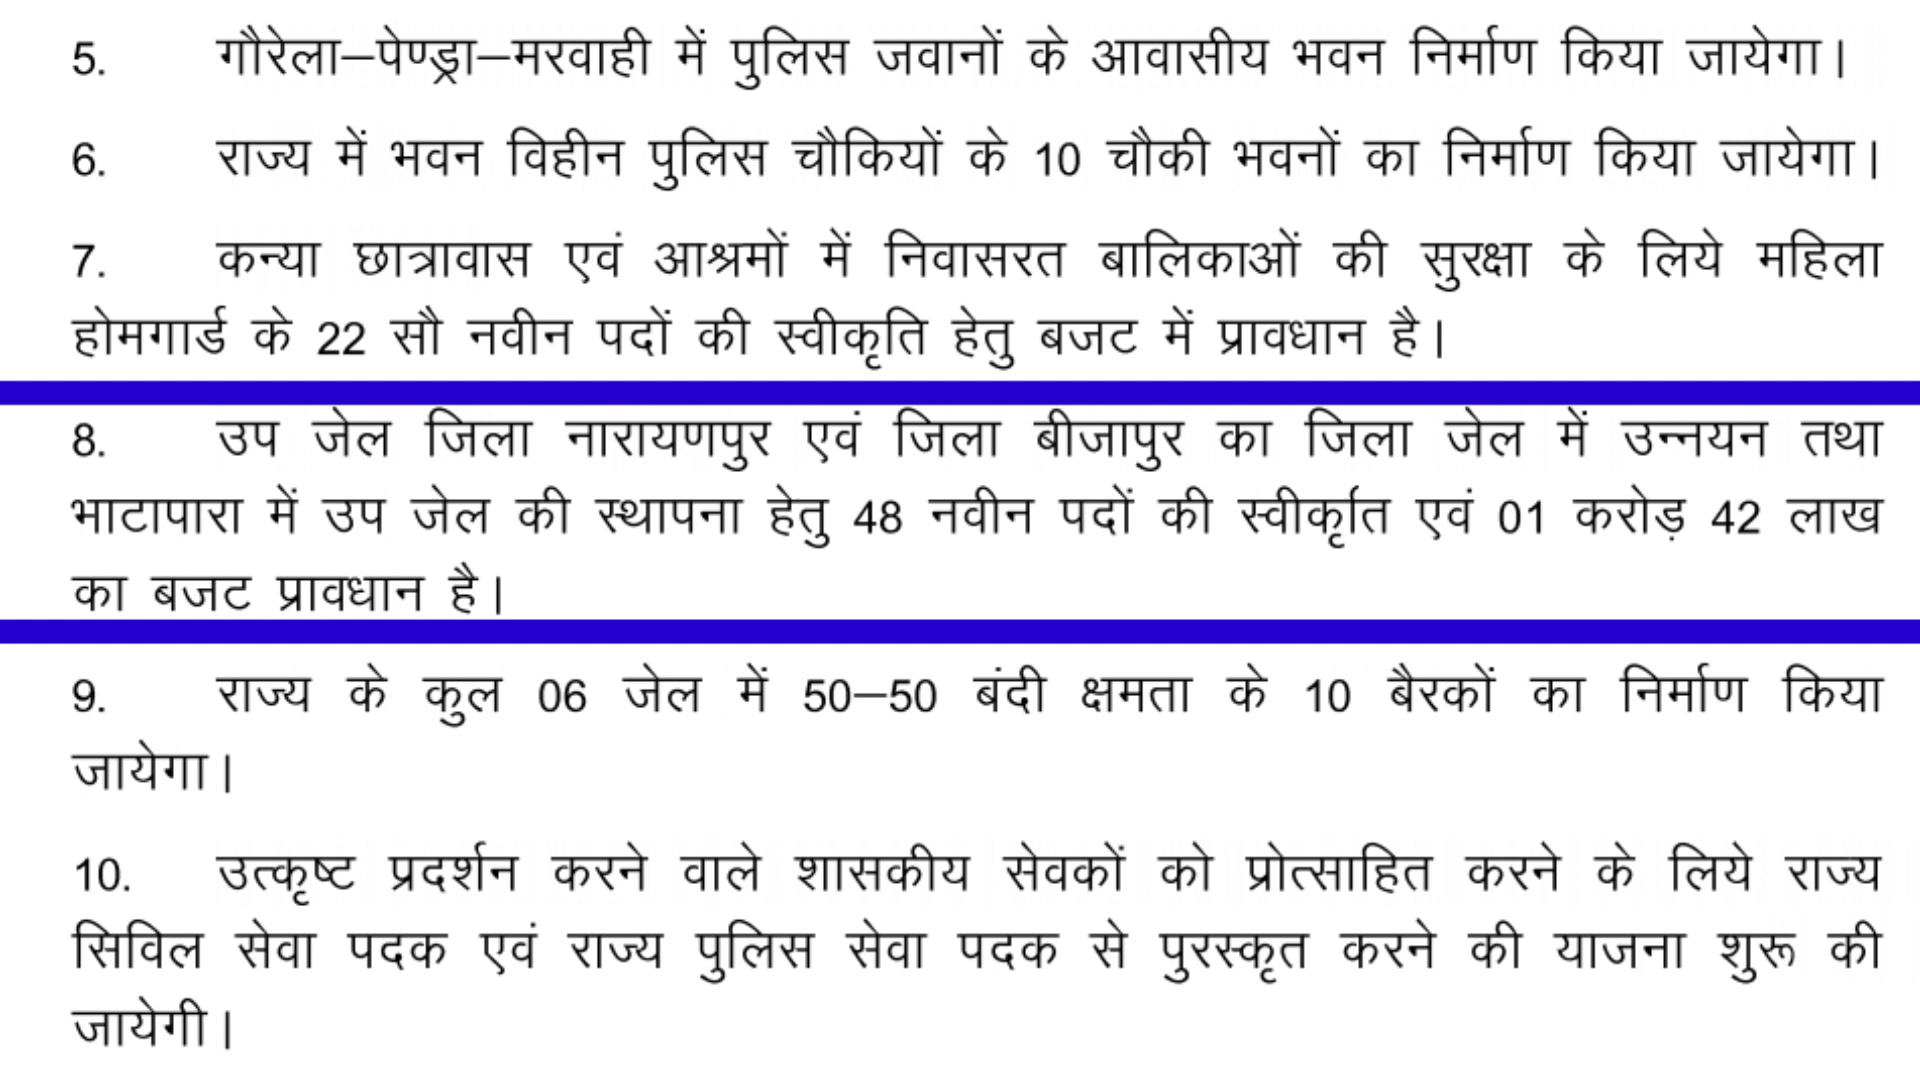 5. गौरेला–पेण्ड्रा–मरवाही में पुलिस जवानों के आवासीय भवन निर्माण किया जायेगा।
6. राज्य में भवन विहीन पुलिस चौकियों के 10 चौकी भवनों का निर्माण किया जायेगा।
7. कन्या छात्रावास एवं आश्रमों में निवासरत बालिकाओं की सुरक्षा के लिये महिला
होमगार्ड के 22 सौ नवीन पदों की स्वीकृति हेतु बजट में प्रावधान है।
8. उप जेल जिला नारायणपुर एवं जिला बीजापुर का जिला जेल में उन्नयन तथा
भाटापारा में उप जेल की स्थापना हेतु 48 नवीन पदों की स्वीर्कृात एवं 01 करोड़ 42 लाख
का बजट प्रावधान है।
9. राज्य के कुल 06 जेल में 50–50 बंदी क्षमता के 10 बैरकों का निर्माण किया
जायेगा।
10. उत्कृष्ट प्रदर्शन करने वाले शासकीय सेवकों को प्रोत्साहित करने के लिये राज्य
सिविल सेवा पदक एवं राज्य पुलिस सेवा पदक से पुरस्कृत करने की याजना शुरू की
जायेगी।